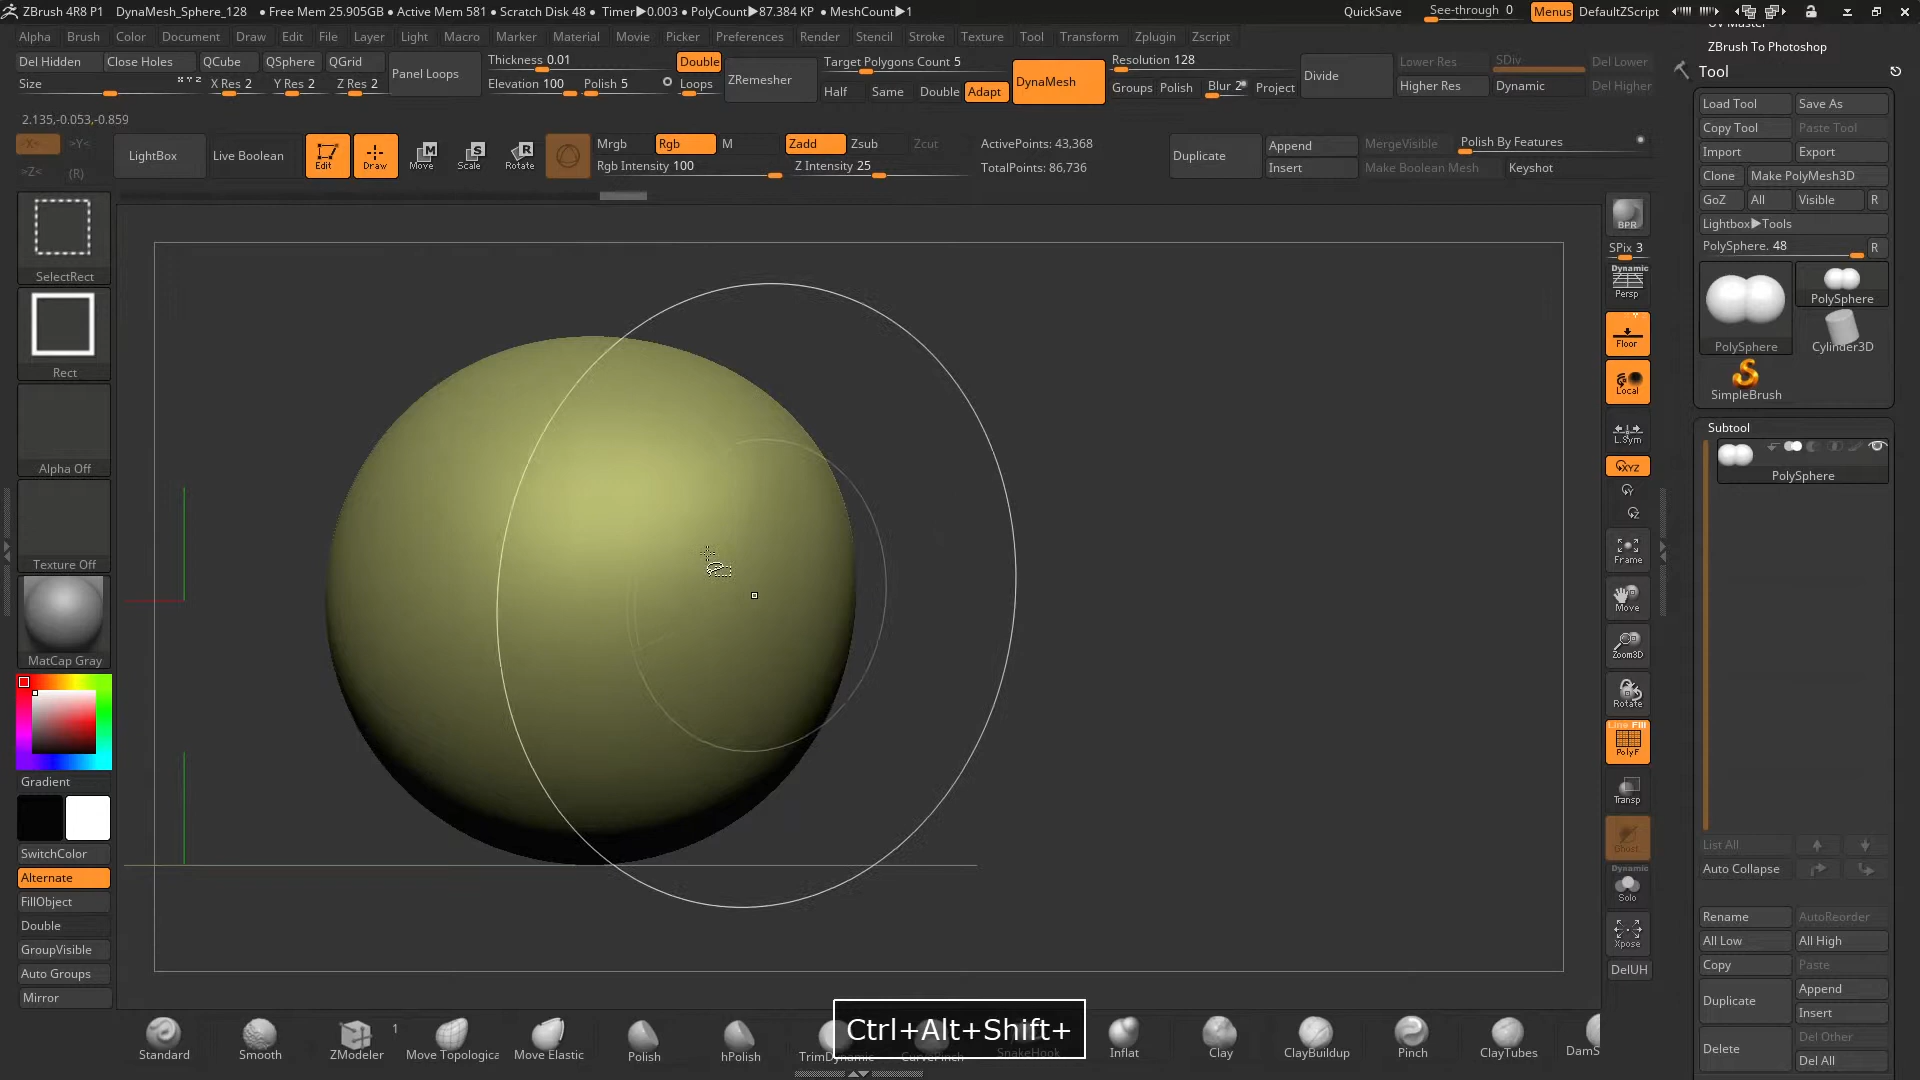 ZBrush 4R8 P1 DynaMesh_Sphere_128 • Free Mem 25.905GB • Active Mem 581 • Scratch Disk 48 • Timer▶0.003 • PolyCount▶87.384 KP • MeshCount▶1 QuickSave See-through 0 Menus DefaultZScript
Alpha Brush Color Document Draw Edit File Layer Light Macro Marker Material Movie Picker Preferences Render Stencil Stroke Texture Tool Transform Zplugin Zscript
ZBrush To Photoshop
Del Hidden Close Holes QCube QSphere QGrid Panel Loops Thickness 0.01 Double ZRemesher Target Polygons Count 5 DynaMesh Resolution 128 Divide Lower Res SDiv Del Lower
Size X Res 2 Y Res 2 Z Res 2 Elevation 100 Polish 5 Loops Half Same Double Adapt Groups Polish Blur 2 Project Higher Res Dynamic Del Higher
2.135,-0.053,-0.859
>X< >Y<
>Z< (R)
LightBox Live Boolean Edit Draw Move Scale Rotate
Mrgb Rgb M Zadd Zsub Zcut ActivePoints: 43,368
Rgb Intensity 100 Z Intensity 25 TotalPoints: 86,736
Duplicate Append MergeVisible Polish By Features
Insert Make Boolean Mesh Keyshot
SelectRect
Rect
Alpha Off
Texture Off
MatCap Gray
Gradient
SwitchColor
Alternate
FillObject
Double
GroupVisible
Auto Groups
Mirror
BPR
SPix 3
Dynamic
Persp
Floor
Local
L.Sym
XYZ
Y
Z
Frame
Move
Zoom3D
Rotate
Line Fill
PolyF
Transp
Ghost
Dynamic
Solo
Xpose
DelUH
Tool
Load Tool Save As
Copy Tool Paste Tool
Import Export
Clone Make PolyMesh3D
GoZ All Visible R
Lightbox▶Tools
PolySphere. 48 R
PolySphere
PolySphere Cylinder3D
SimpleBrush
Subtool
PolySphere
List All
Auto Collapse
Rename AutoReorder
All Low All High
Copy Paste
Duplicate Append
Insert
Delete Del Other
Del All
Ctrl+Alt+Shift+
Standard Smooth ZModeler 1 Move Topologica Move Elastic Polish hPolish TrimDynamic CurvePinch SnakeHook Inflat Clay ClayBuildup Pinch ClayTubes DamS